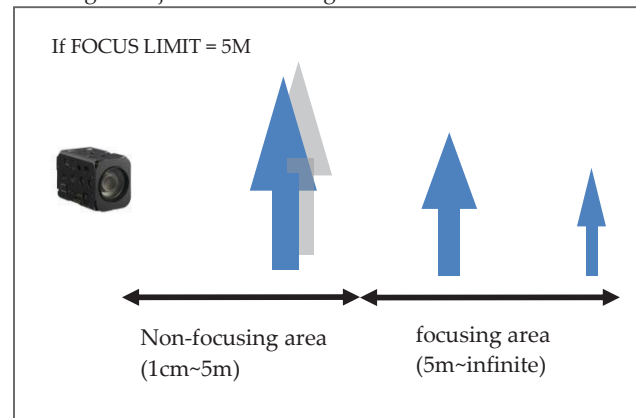 If FOCUS LIMIT = 5M
Non-focusing area
(1cm~5m)
focusing area
(5m~infinite)